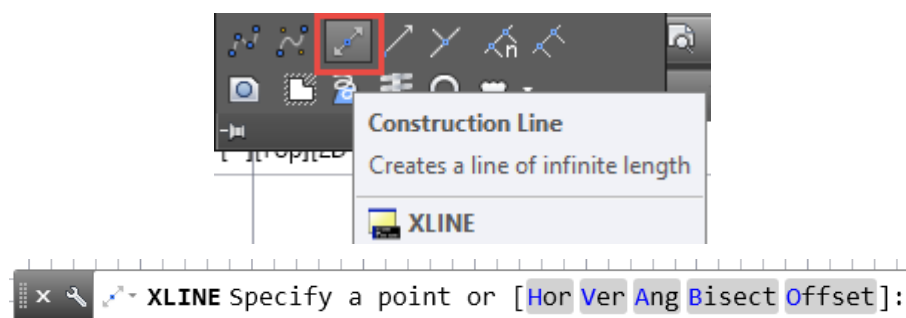 n
Construction Line
Creates a line of infinite length
XLINE
XLINE Specify a point or [Hor Ver Ang Bisect Offset]: